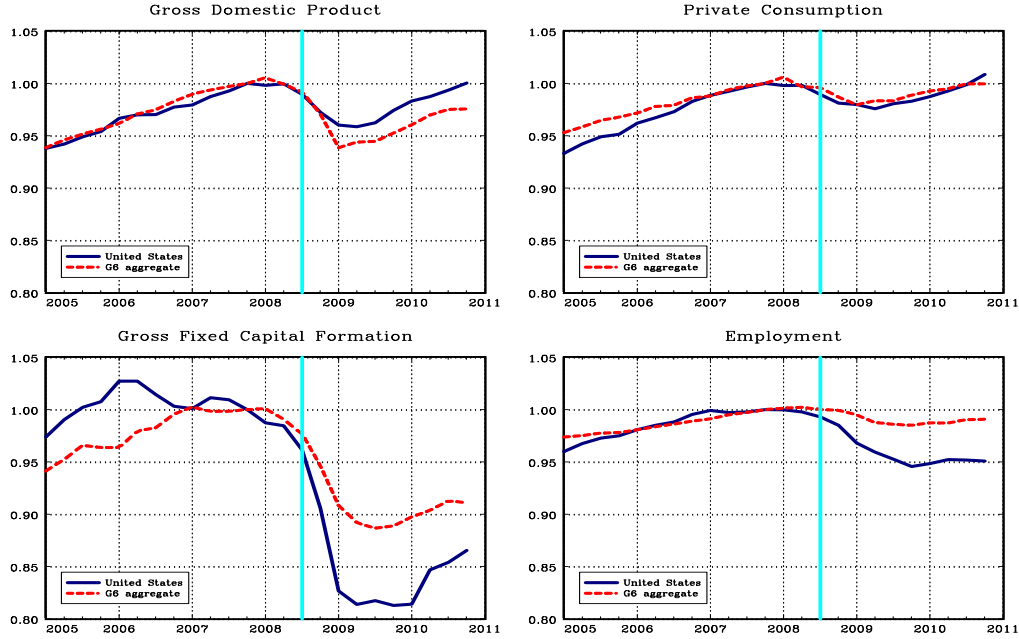 Gross Domestic Product
1.05
1.00
0.95
0.90
0.85
0.80
United States
G6 aggregate
2005 2006 2007 2008 2009 2010 2011
Private Consumption
1.05
1.00
0.95
0.90
0.85
0.80
United States
G6 aggregate
2005 2006 2007 2008 2009 2010 2011
Gross Fixed Capital Formation
1.05
1.00
0.95
0.90
0.85
0.80
United States
G6 aggregate
2005 2006 2007 2008 2009 2010 2011
Employment
1.05
1.00
0.95
0.90
0.85
0.80
United States
G6 aggregate
2005 2006 2007 2008 2009 2010 2011